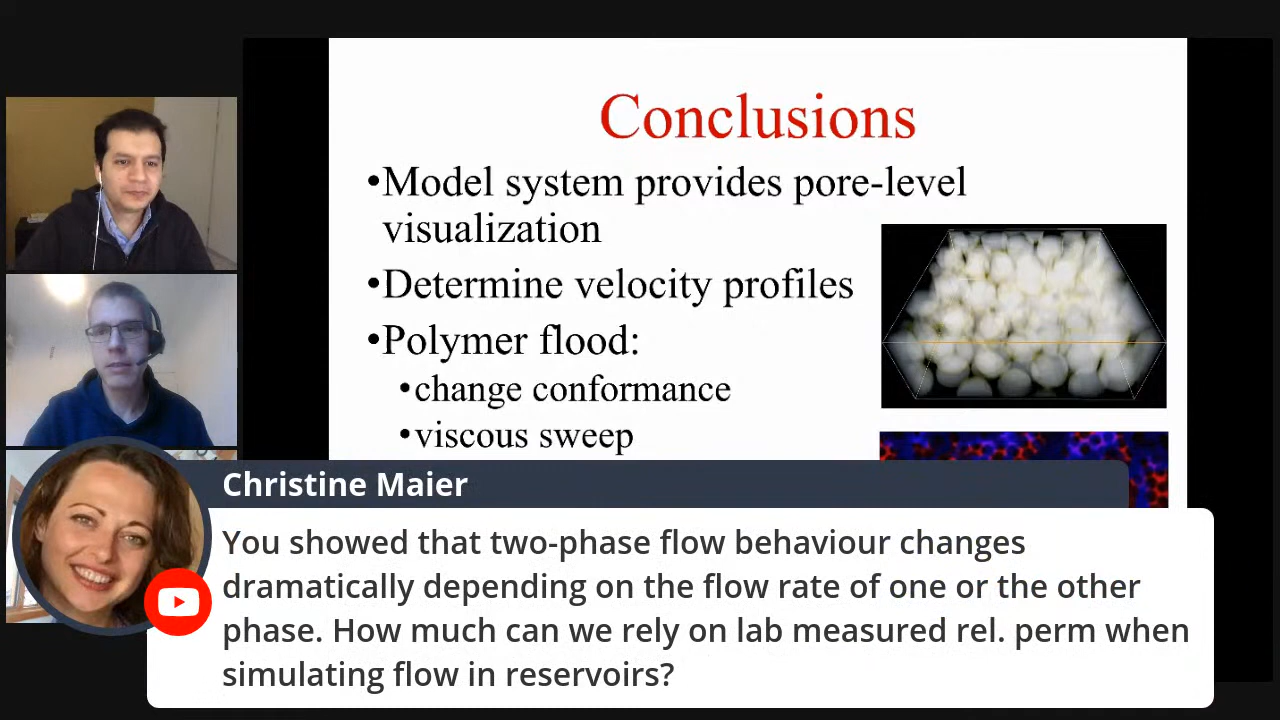 Conclusions
•Model system provides pore-level
visualization
•Determine velocity profiles
•Polymer flood:
•change conformance
•viscous sweep
Christine Maier
You showed that two-phase flow behaviour changes
dramatically depending on the flow rate of one or the other
phase. How much can we rely on lab measured rel. perm when
simulating flow in reservoirs?